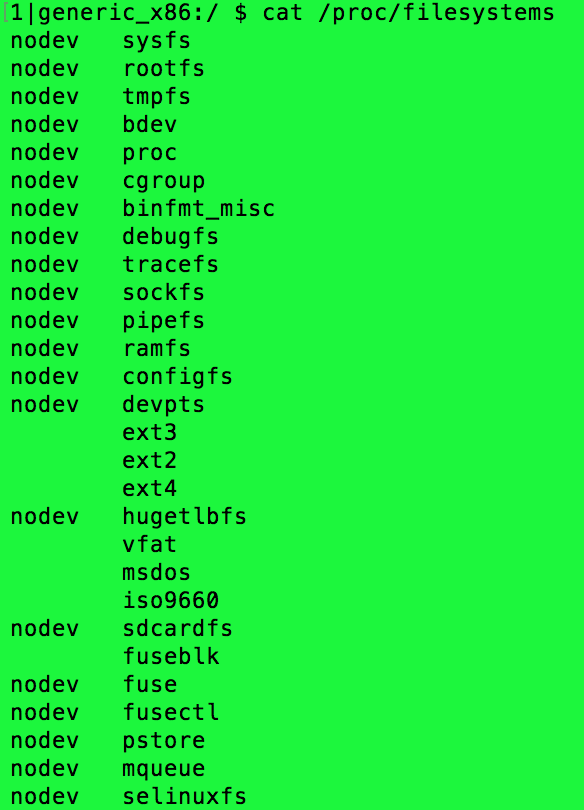 [1|generic_x86:/ $ cat /proc/filesystems
nodev   sysfs
nodev   rootfs
nodev   tmpfs
nodev   bdev
nodev   proc
nodev   cgroup
nodev   binfmt_misc
nodev   debugfs
nodev   tracefs
nodev   sockfs
nodev   pipefs
nodev   ramfs
nodev   configfs
nodev   devpts
        ext3
        ext2
        ext4
nodev   hugetlbfs
        vfat
        msdos
        iso9660
nodev   sdcardfs
        fuseblk
nodev   fuse
nodev   fusectl
nodev   pstore
nodev   mqueue
nodev   selinuxfs